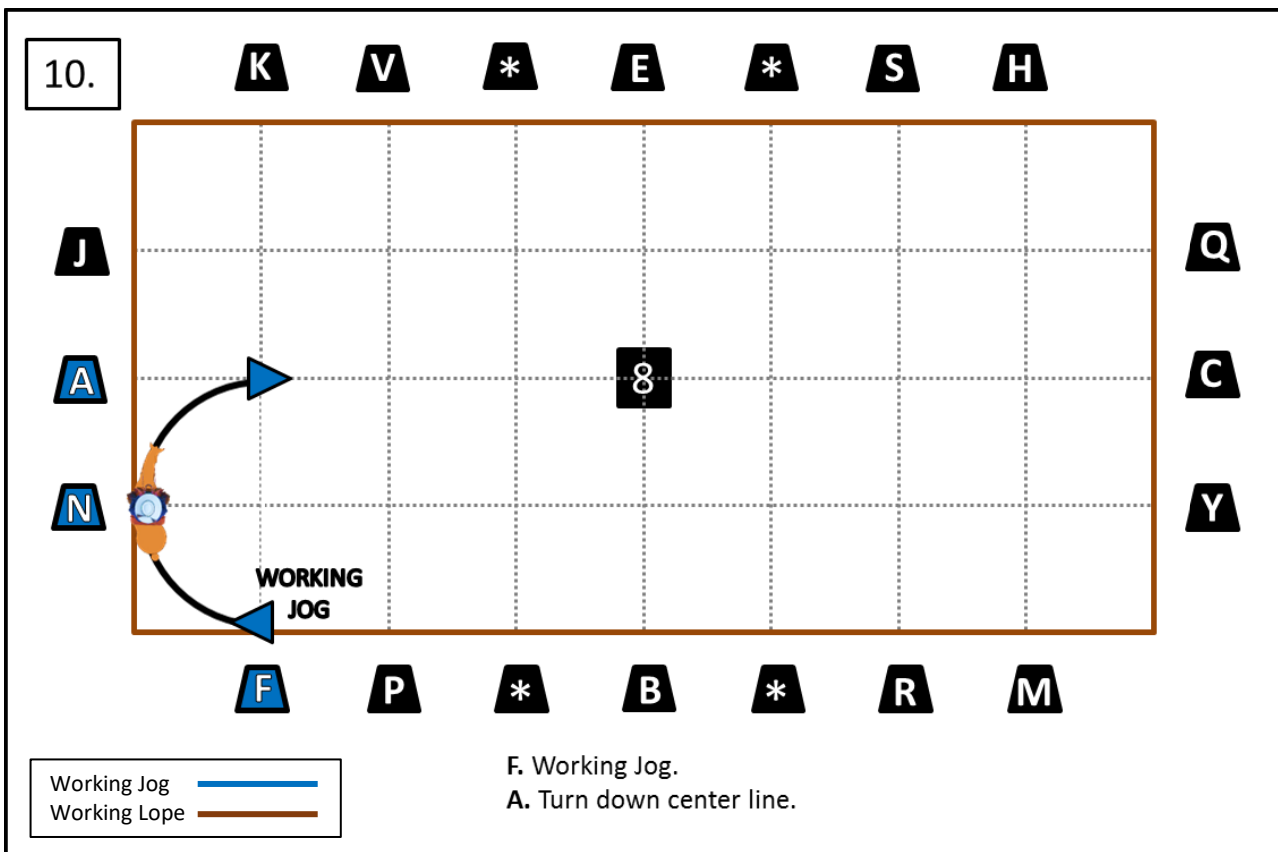 10.
K V * E * S H
J Q
A 8 C
N Y
WORKING
JOG
F P * B * R M
F. Working Jog.
A. Turn down center line.
Working Jog
Working Lope